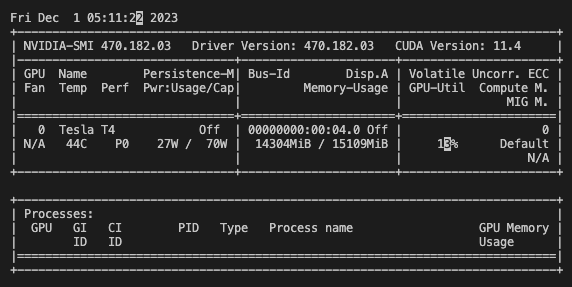 Fri Dec  1 05:11:22 2023
NVIDIA-SMI 470.182.03   Driver Version: 470.182.03   CUDA Version: 11.4
GPU  Name        Persistence-M| Bus-Id        Disp.A | Volatile Uncorr. ECC
Fan  Temp  Perf  Pwr:Usage/Cap|         Memory-Usage | GPU-Util  Compute M.
MIG M.
0  Tesla T4            Off  | 00000000:00:04.0 Off |                    0
N/A   44C    P0    27W /  70W | 14304MiB / 15109MiB |     13%      Default
N/A
Processes:
GPU   GI   CI        PID   Type   Process name                  GPU Memory
ID   ID                                                   Usage